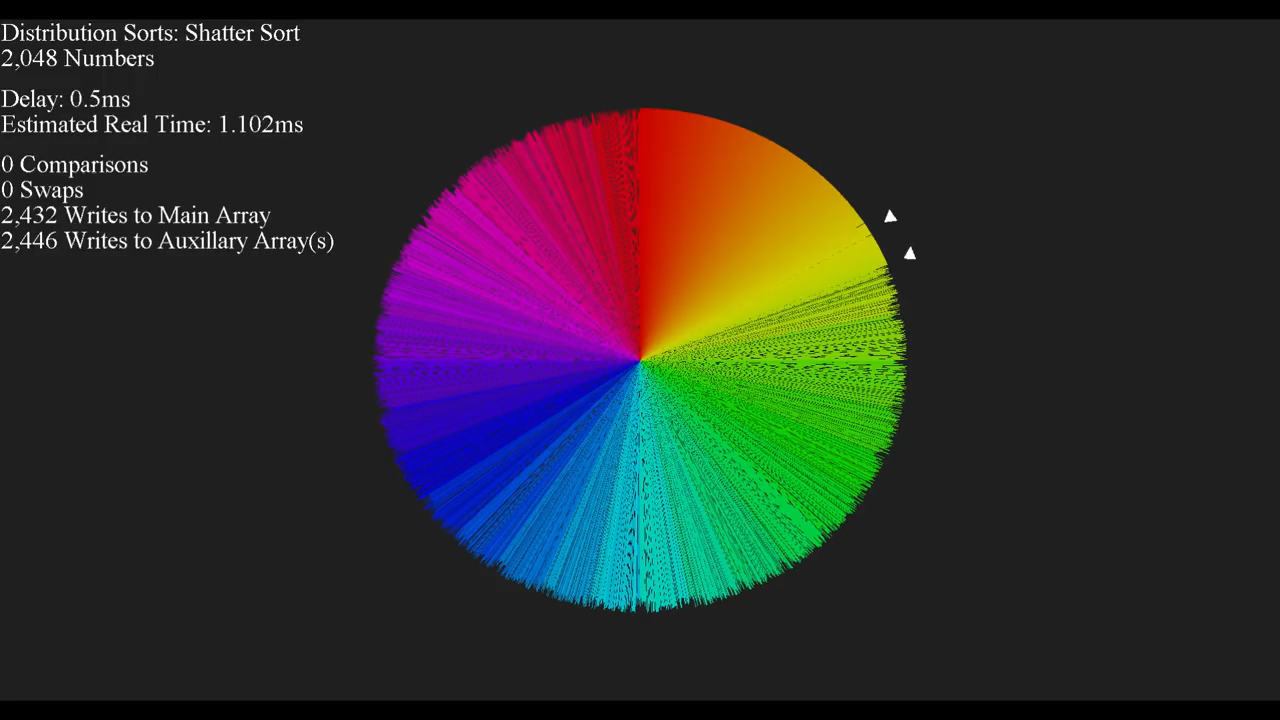 Distribution Sorts: Shatter Sort
2,048 Numbers
Delay: 0.5ms
Estimated Real Time: 1.102ms
0 Comparisons
0 Swaps
2,432 Writes to Main Array
2,446 Writes to Auxillary Array(s)